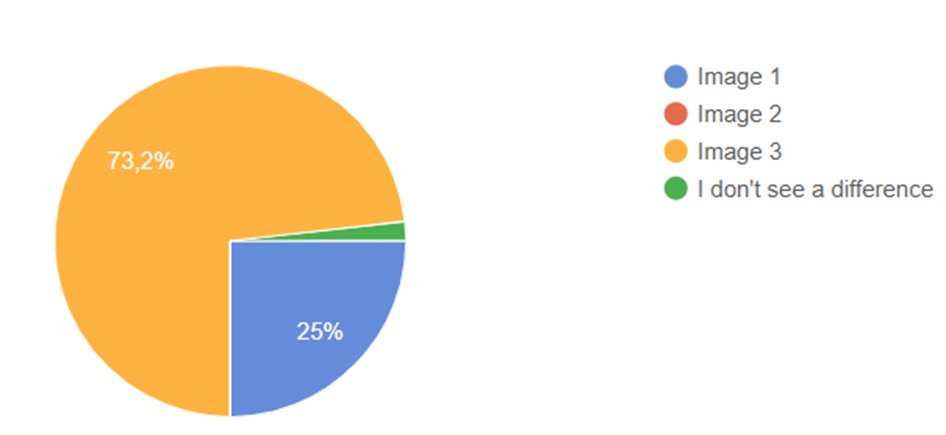 73,2%
25%
Image 1
Image 2
Image 3
I don't see a difference